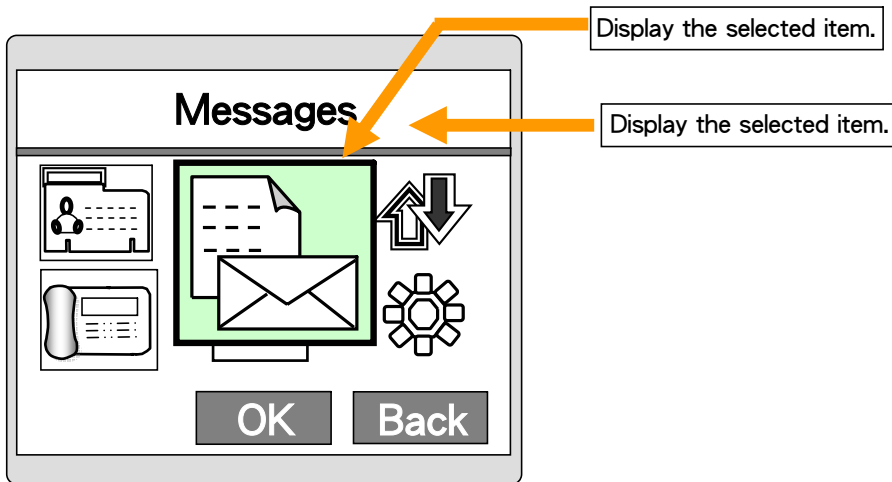 Display the selected item.
Messages
Display the selected item.
OK
Back